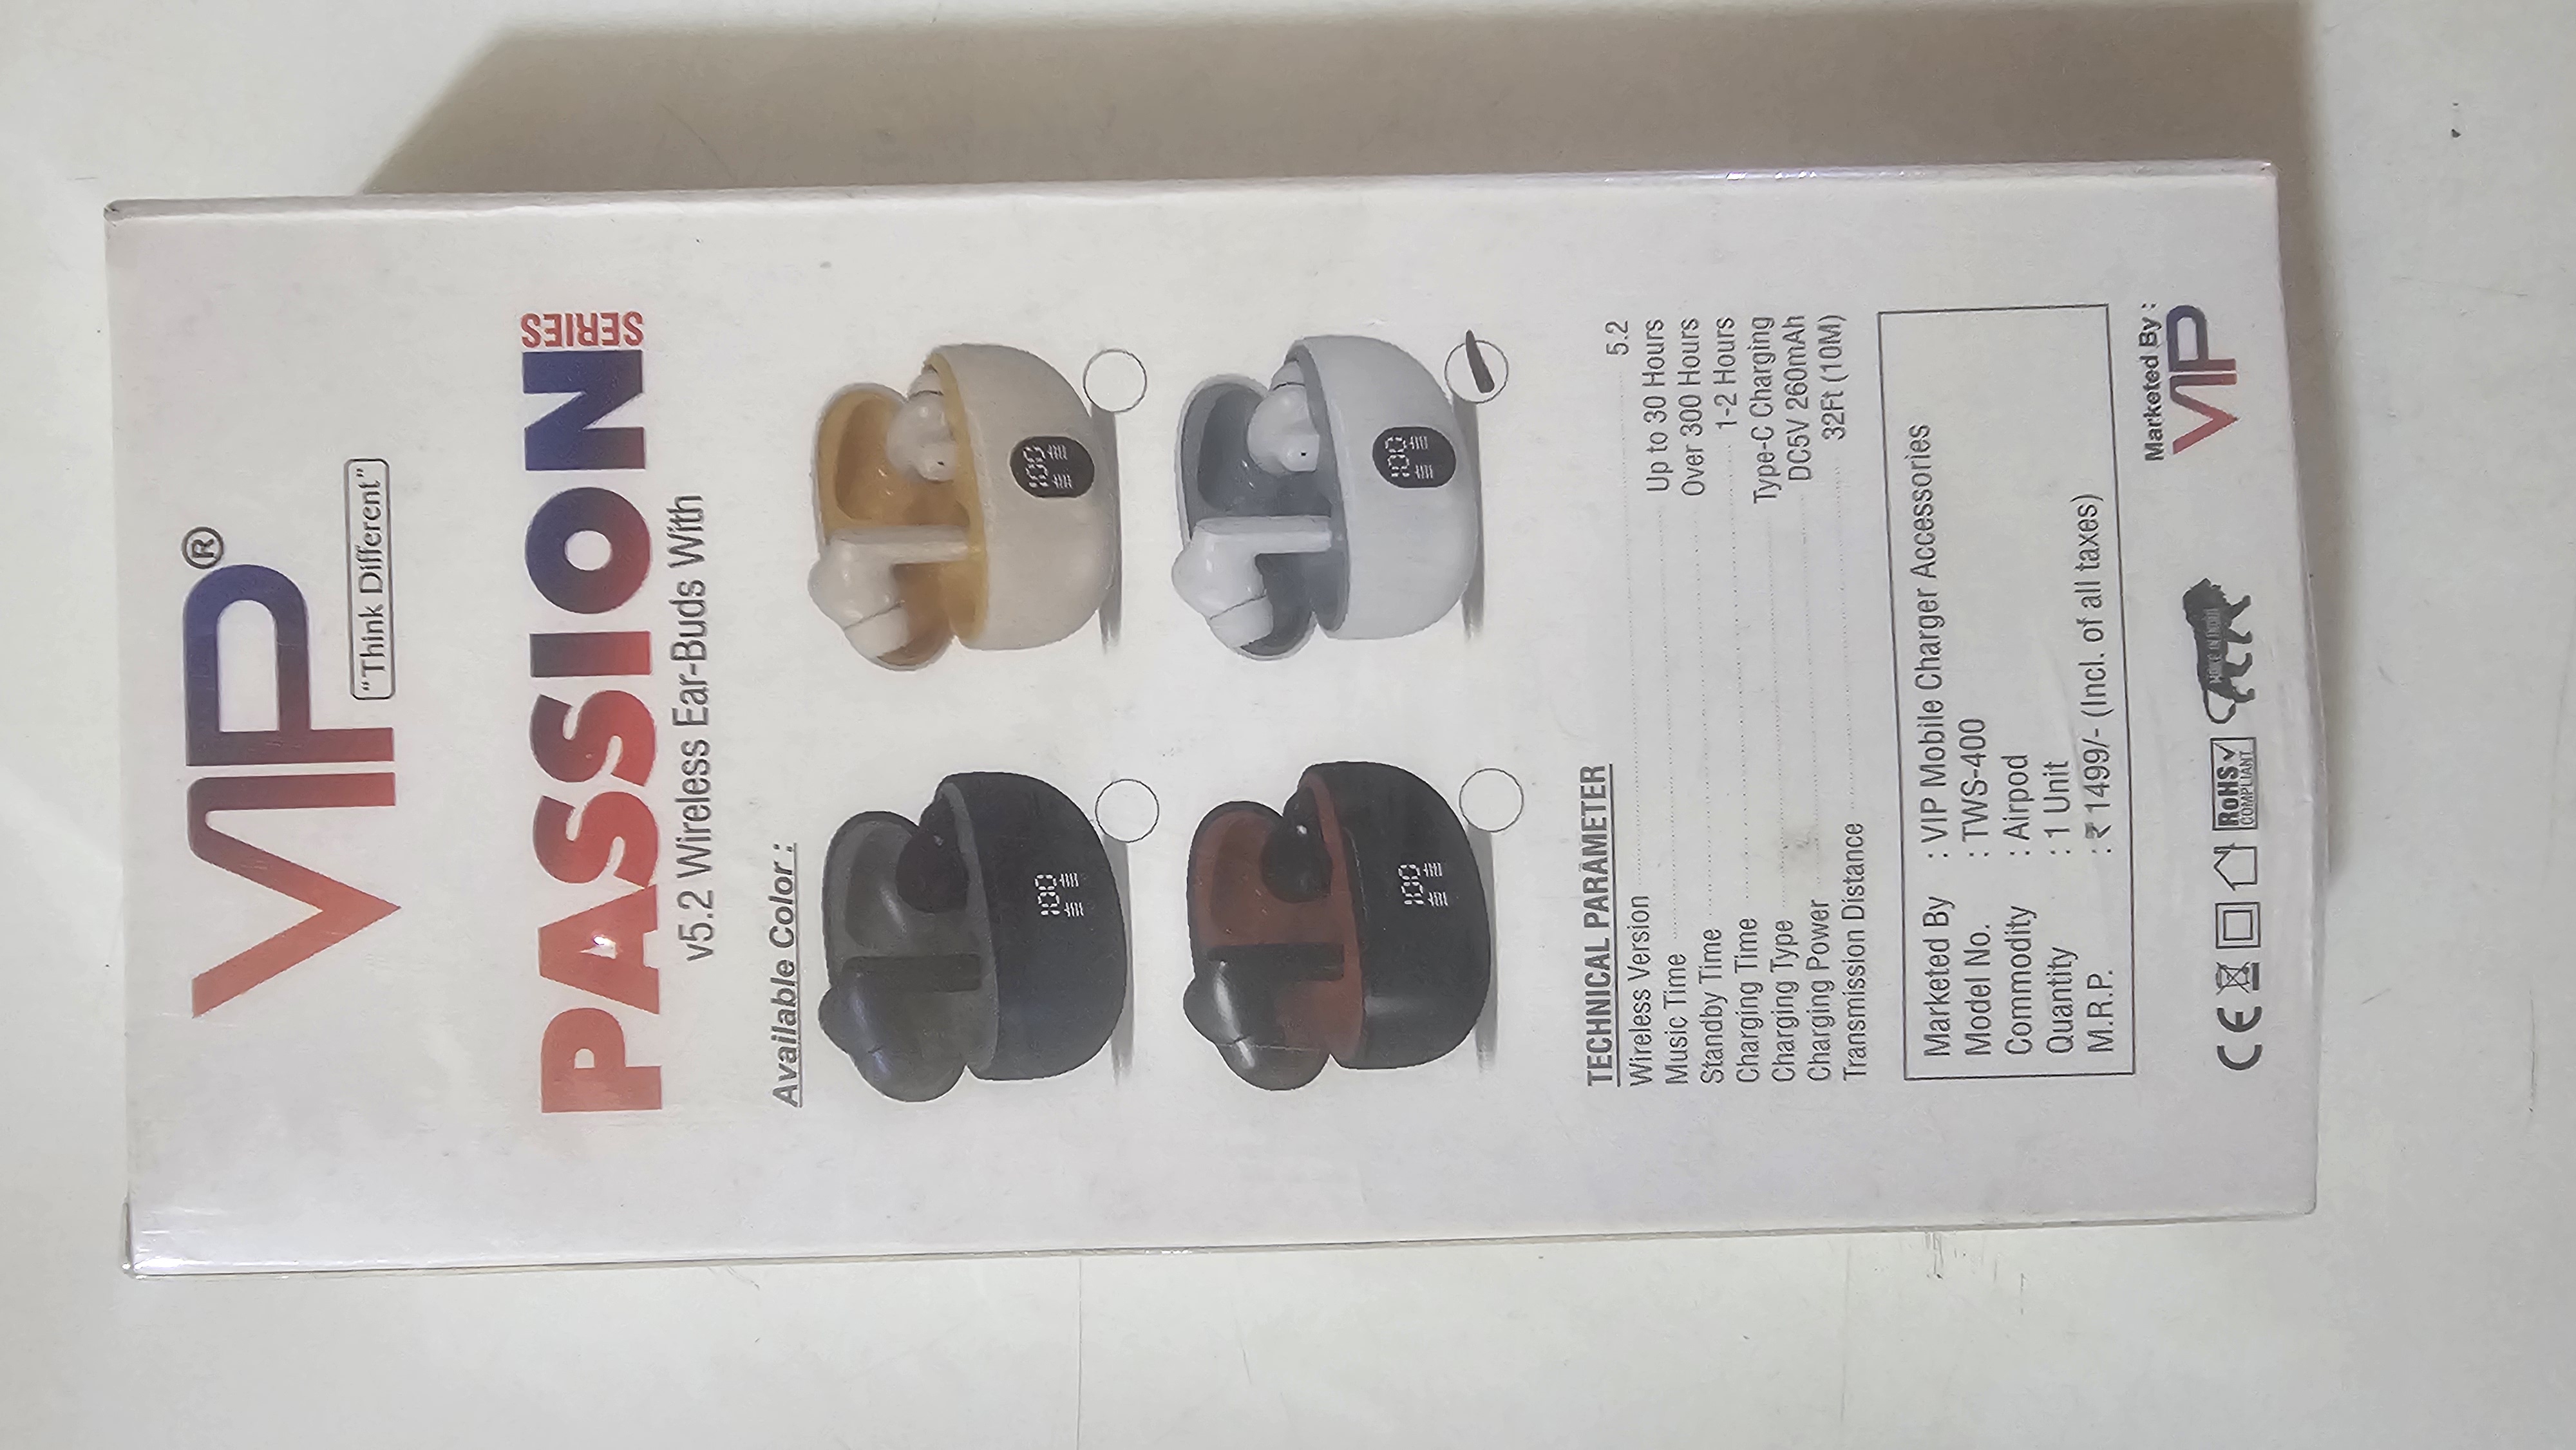 VIP®
"Think Different"
PASSION SERIES
v5.2 Wireless Ear-Buds With
Available Color :
100
100
100
100
TECHNICAL PARAMETER
Wireless Version 5.2
Music Time Up to 30 Hours
Standby Time Over 300 Hours
Charging Time 1-2 Hours
Charging Type Type-C Charging
Charging Power DC5V 260mAh
Transmission Distance 32Ft (10M)
Marketed By : VIP Mobile Charger Accessories
Model No. : TWS-400
Commodity : Airpod
Quantity : 1 Unit
M.R.P. : ₹ 1499/- (Incl. of all taxes)
Marketed By :
VIP
CE RoHS COMPLIANT MAKE IN INDIA